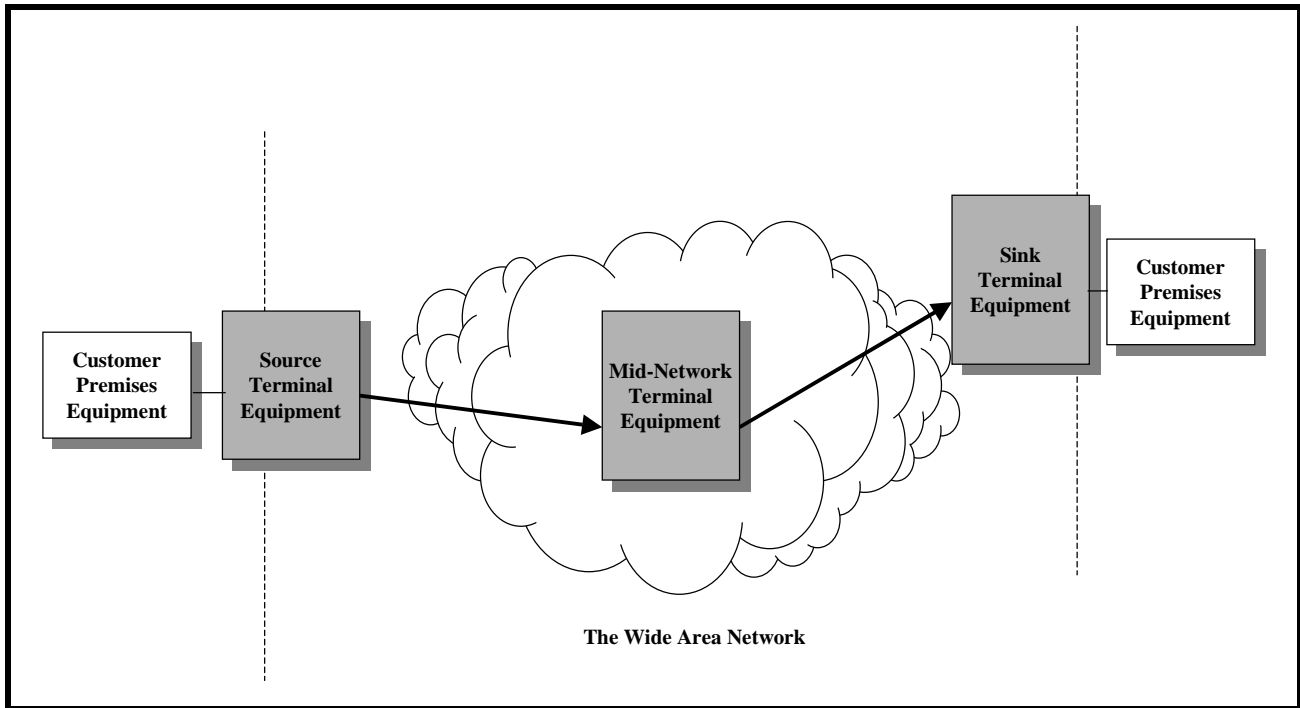 Customer
Premises
Equipment
Source
Terminal
Equipment
Mid-Network
Terminal
Equipment
Sink
Terminal
Equipment
Customer
Premises
Equipment
The Wide Area Network